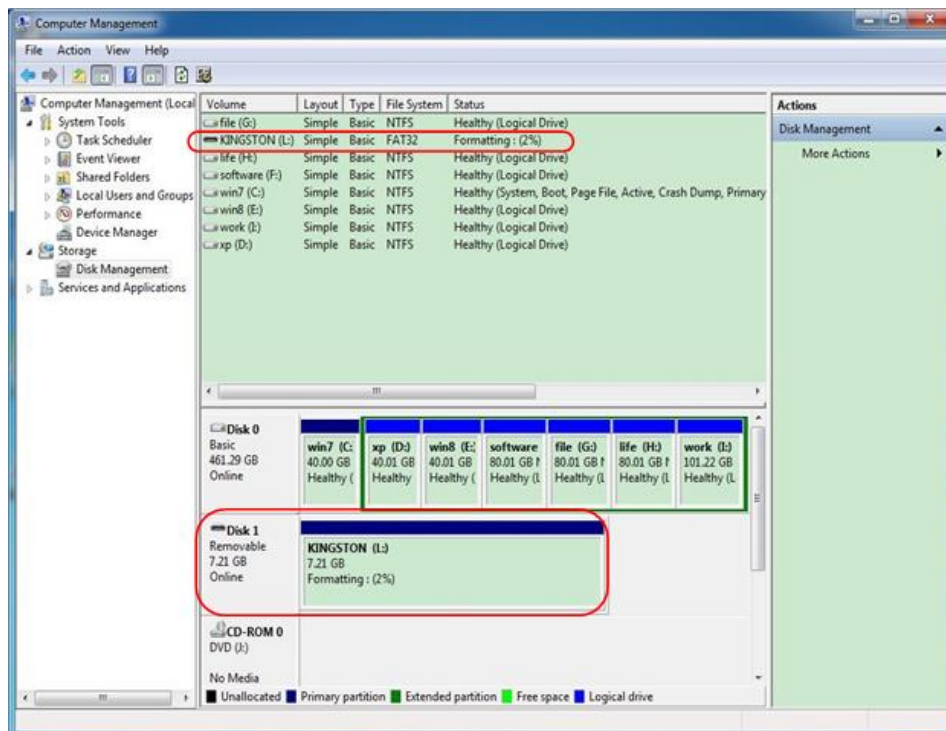 Computer Management
File Action View Help
Computer Management (Local
System Tools
Task Scheduler
Event Viewer
Shared Folders
Local Users and Groups
Performance
Device Manager
Storage
Disk Management
Services and Applications
Volume Layout Type File System Status
file (G:) Simple Basic NTFS Healthy (Logical Drive)
KINGSTON (L:) Simple Basic FAT32 Formatting : (2%)
life (H:) Simple Basic NTFS Healthy (Logical Drive)
software (F:) Simple Basic NTFS Healthy (Logical Drive)
win7 (C:) Simple Basic NTFS Healthy (System, Boot, Page File, Active, Crash Dump, Primary
win8 (E:) Simple Basic NTFS Healthy (Logical Drive)
work (I:) Simple Basic NTFS Healthy (Logical Drive)
xp (D:) Simple Basic NTFS Healthy (Logical Drive)
Actions
Disk Management
More Actions
Disk 0
Basic
461.29 GB
Online
win7 (C: xp (D:) win8 (E: software file (G:) life (H:) work (I:)
40.00 GB 40.01 GB 40.01 GB 80.01 GB 80.01 GB 80.01 GB 101.22 GB
Healthy ( Healthy Healthy ( Healthy (L Healthy (L Healthy (L Healthy (L
Disk 1
Removable
7.21 GB
Online
KINGSTON (L:)
7.21 GB
Formatting : (2%)
CD-ROM 0
DVD (J:)
No Media
Unallocated Primary partition Extended partition Free space Logical drive